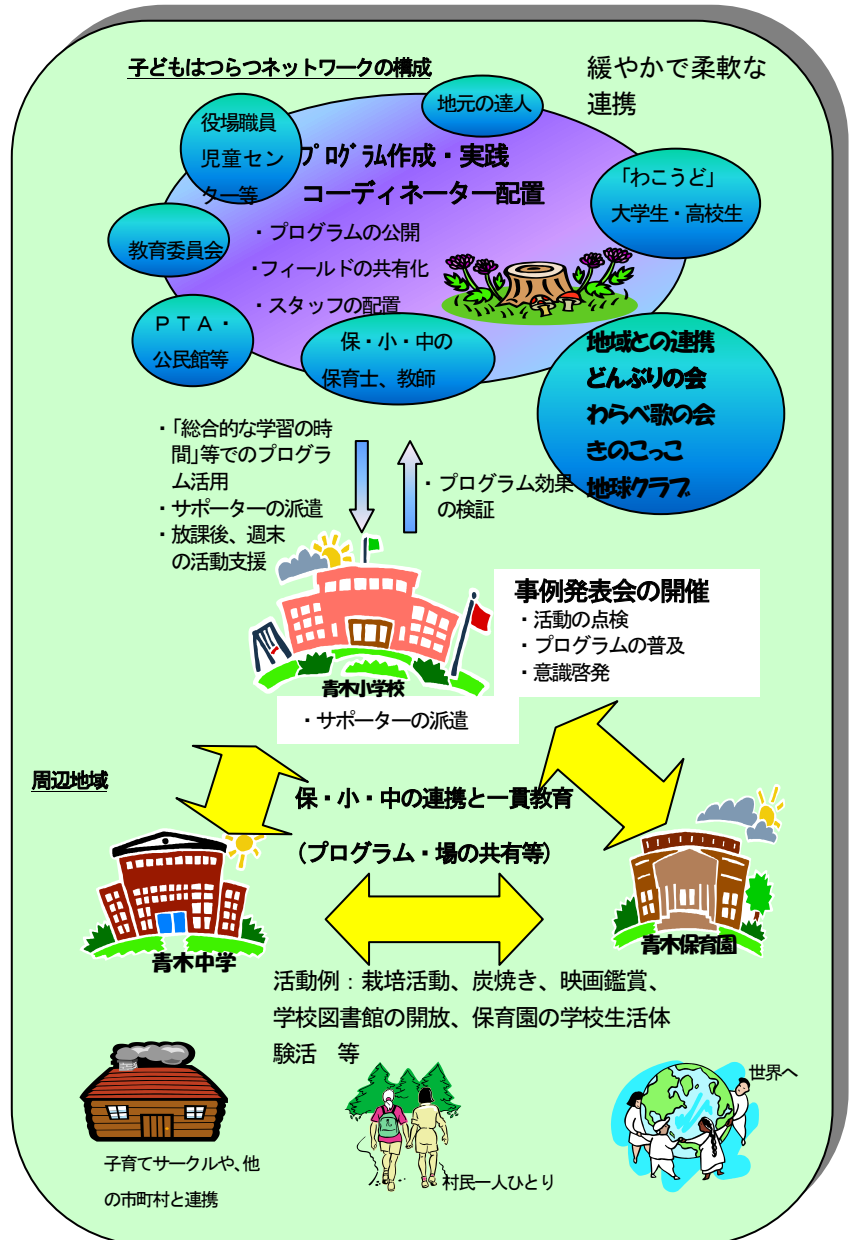 子どもはつらつネットワークの構成
緩やかで柔軟な
連携
地元の達人
役場職員
児童セン
ター等
プログラム作成・実践
コーディネーター配置
「わこうど」
大学生・高校生
教育委員会
・プログラムの公開
・フィールドの共有化
・スタッフの配置
ＰＴＡ・
公民館等
保・小・中の
保育士、教師
地域との連携
どんぶりの会
わらべ歌の会
きのこっこ
地球クラブ
・「総合的な学習の時
間」等でのプログラ
ム活用
・サポーターの派遣
・放課後、週末
の活動支援
・プログラム効果
の検証
事例発表会の開催
・活動の点検
・プログラムの普及
・意識啓発
青木小学校
・サポーターの派遣
周辺地域
保・小・中の連携と一貫教育
（プログラム・場の共有等）
青木中学
青木保育園
活動例：栽培活動、炭焼き、映画鑑賞、
学校図書館の開放、保育園の学校生活体
験活　等
世界へ
子育てサークルや、他
の市町村と連携
村民一人ひとり